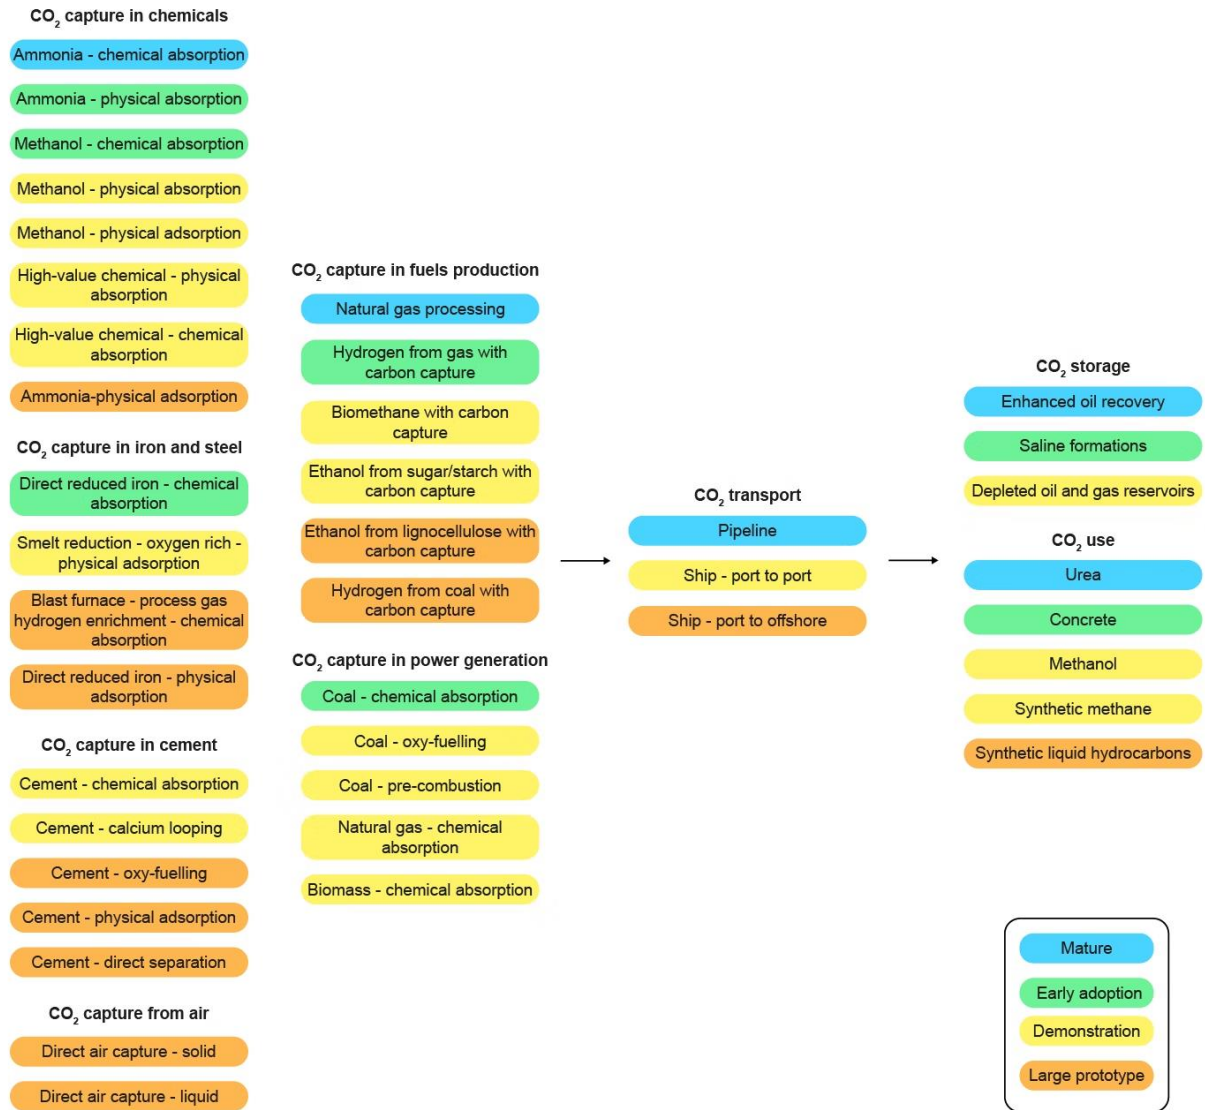 CO₂ capture in chemicals
Ammonia - chemical absorption
Ammonia - physical absorption
Methanol - chemical absorption
Methanol - physical absorption
Methanol - physical adsorption
High-value chemical - physical
absorption
High-value chemical - chemical
absorption
Ammonia-physical adsorption
CO₂ capture in iron and steel
Direct reduced iron - chemical
absorption
Smelt reduction - oxygen rich -
physical adsorption
Blast furnace - process gas
hydrogen enrichment - chemical
absorption
Direct reduced iron - physical
adsorption
CO₂ capture in cement
Cement - chemical absorption
Cement - calcium looping
Cement - oxy-fuelling
Cement - physical adsorption
Cement - direct separation
CO₂ capture from air
Direct air capture - solid
Direct air capture - liquid
CO₂ capture in fuels production
Natural gas processing
Hydrogen from gas with
carbon capture
Biomethane with carbon
capture
Ethanol from sugar/starch with
carbon capture
Ethanol from lignocellulose with
carbon capture
Hydrogen from coal with
carbon capture
CO₂ capture in power generation
Coal - chemical absorption
Coal - oxy-fuelling
Coal - pre-combustion
Natural gas - chemical
absorption
Biomass - chemical absorption
CO₂ transport
Pipeline
Ship - port to port
Ship - port to offshore
CO₂ storage
Enhanced oil recovery
Saline formations
Depleted oil and gas reservoirs
CO₂ use
Urea
Concrete
Methanol
Synthetic methane
Synthetic liquid hydrocarbons
Mature
Early adoption
Demonstration
Large prototype